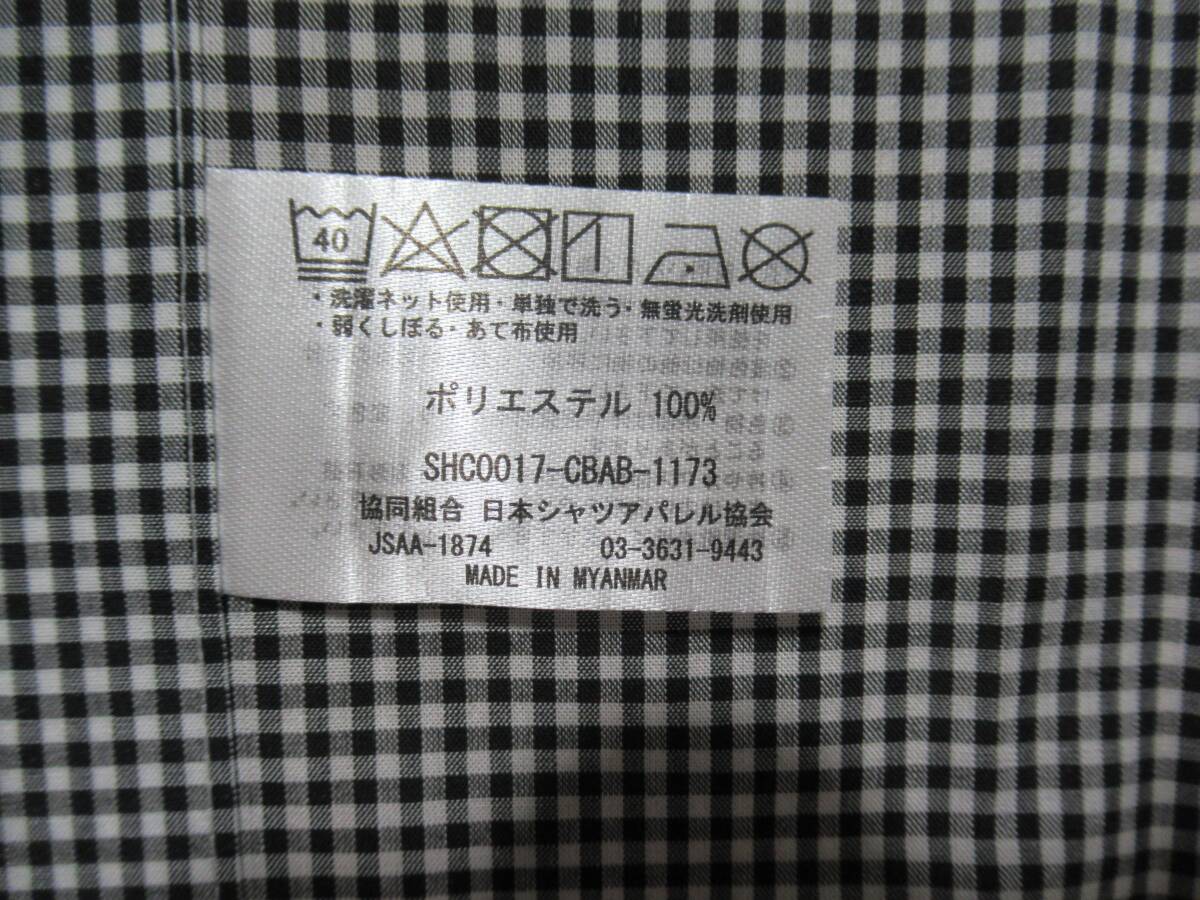 40
・洗濯ネット使用・単独で洗う・無蛍光洗剤使用
・弱くしぼる・あて布使用
ポリエステル 100%
SHC0017-CBAB-1173
協同組合 日本シャツアパレル協会
JSAA-1874 03-3631-9443
MADE IN MYANMAR